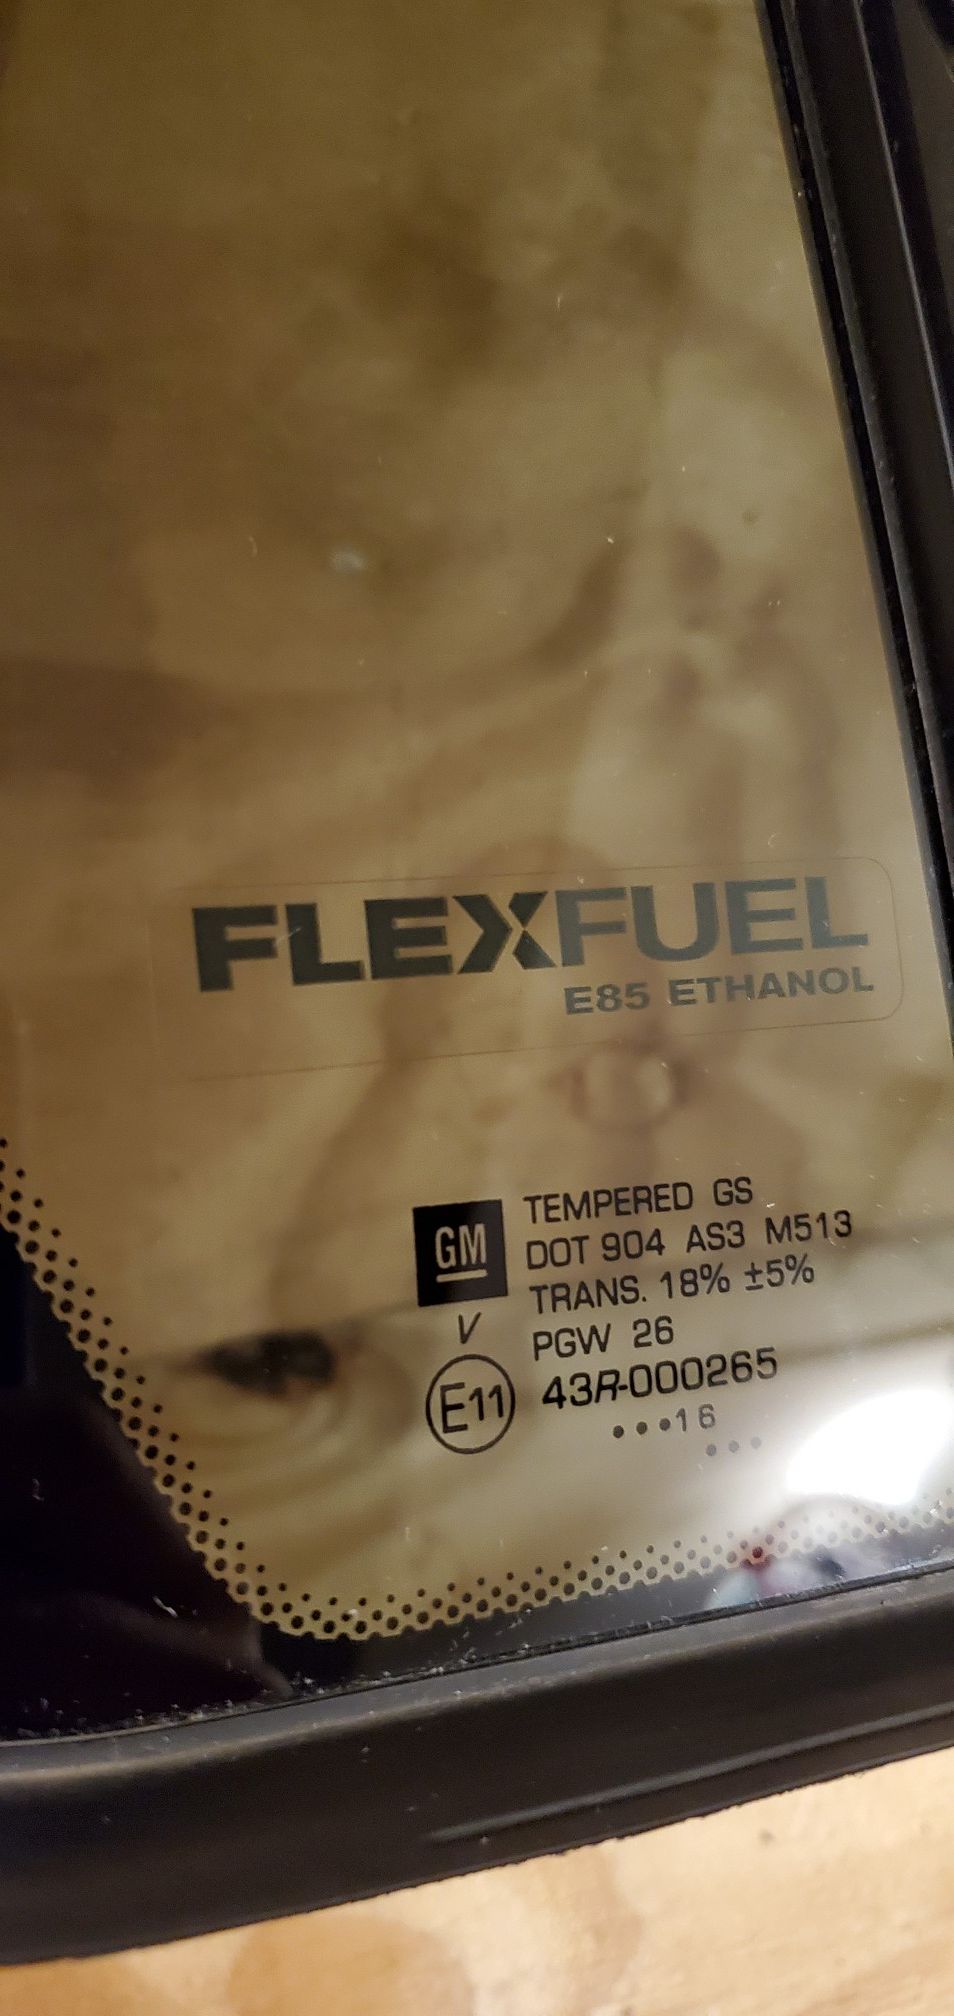 FLEXFUEL
E85 ETHANOL
GM
TEMPERED GS
DOT 904 AS3 M513
TRANS. 18% ±5%
V
PGW 26
E11
43R-000265
•••16
•••